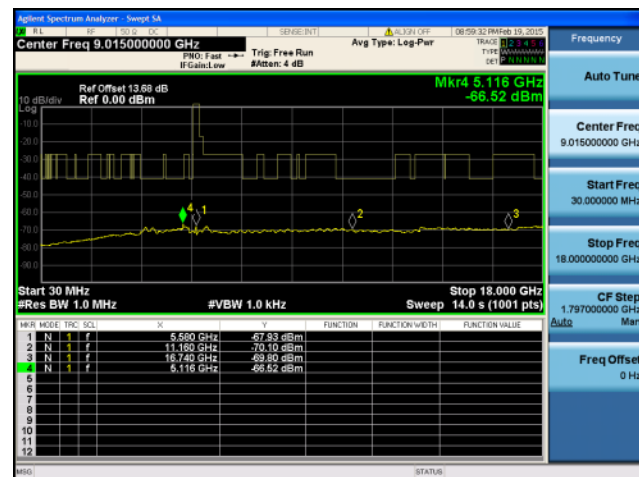 Agilent Spectrum Analyzer - Swept SA
RL RF 50 Ω DC SENSE:INT ALIGN OFF 08:59:32 PM Feb 19, 2015
Center Freq 9.015000000 GHz
PNO: Fast
IFGain:Low
Trig: Free Run
#Atten: 4 dB
Avg Type: Log-Pwr
TRACE 1 2 3 4 5 6
TYPE
DET P N N N N N
Ref Offset 13.68 dB
Ref 0.00 dBm
10 dB/div
Log
Mkr4 5.116 GHz
-66.52 dBm
-10.0
-20.0
-30.0
-40.0
-50.0
-60.0
-70.0
-80.0
-90.0
4
1
2
3
Start 30 MHz
Stop 18.000 GHz
#Res BW 1.0 MHz
#VBW 1.0 kHz
Sweep 14.0 s (1001 pts)
MKR MODE TRC SCL X Y FUNCTION FUNCTION WIDTH FUNCTION VALUE
1 N 1 f 5.580 GHz -67.93 dBm
2 N 1 f 11.160 GHz -70.10 dBm
3 N 1 f 16.740 GHz -69.80 dBm
4 N 1 f 5.116 GHz -66.52 dBm
5
6
7
8
9
10
11
12
MSG
STATUS
Frequency
Auto Tune
Center Freq
9.015000000 GHz
Start Freq
30.000000 MHz
Stop Freq
18.000000000 GHz
CF Step
1.797000000 GHz
Auto Man
Freq Offset
0 Hz